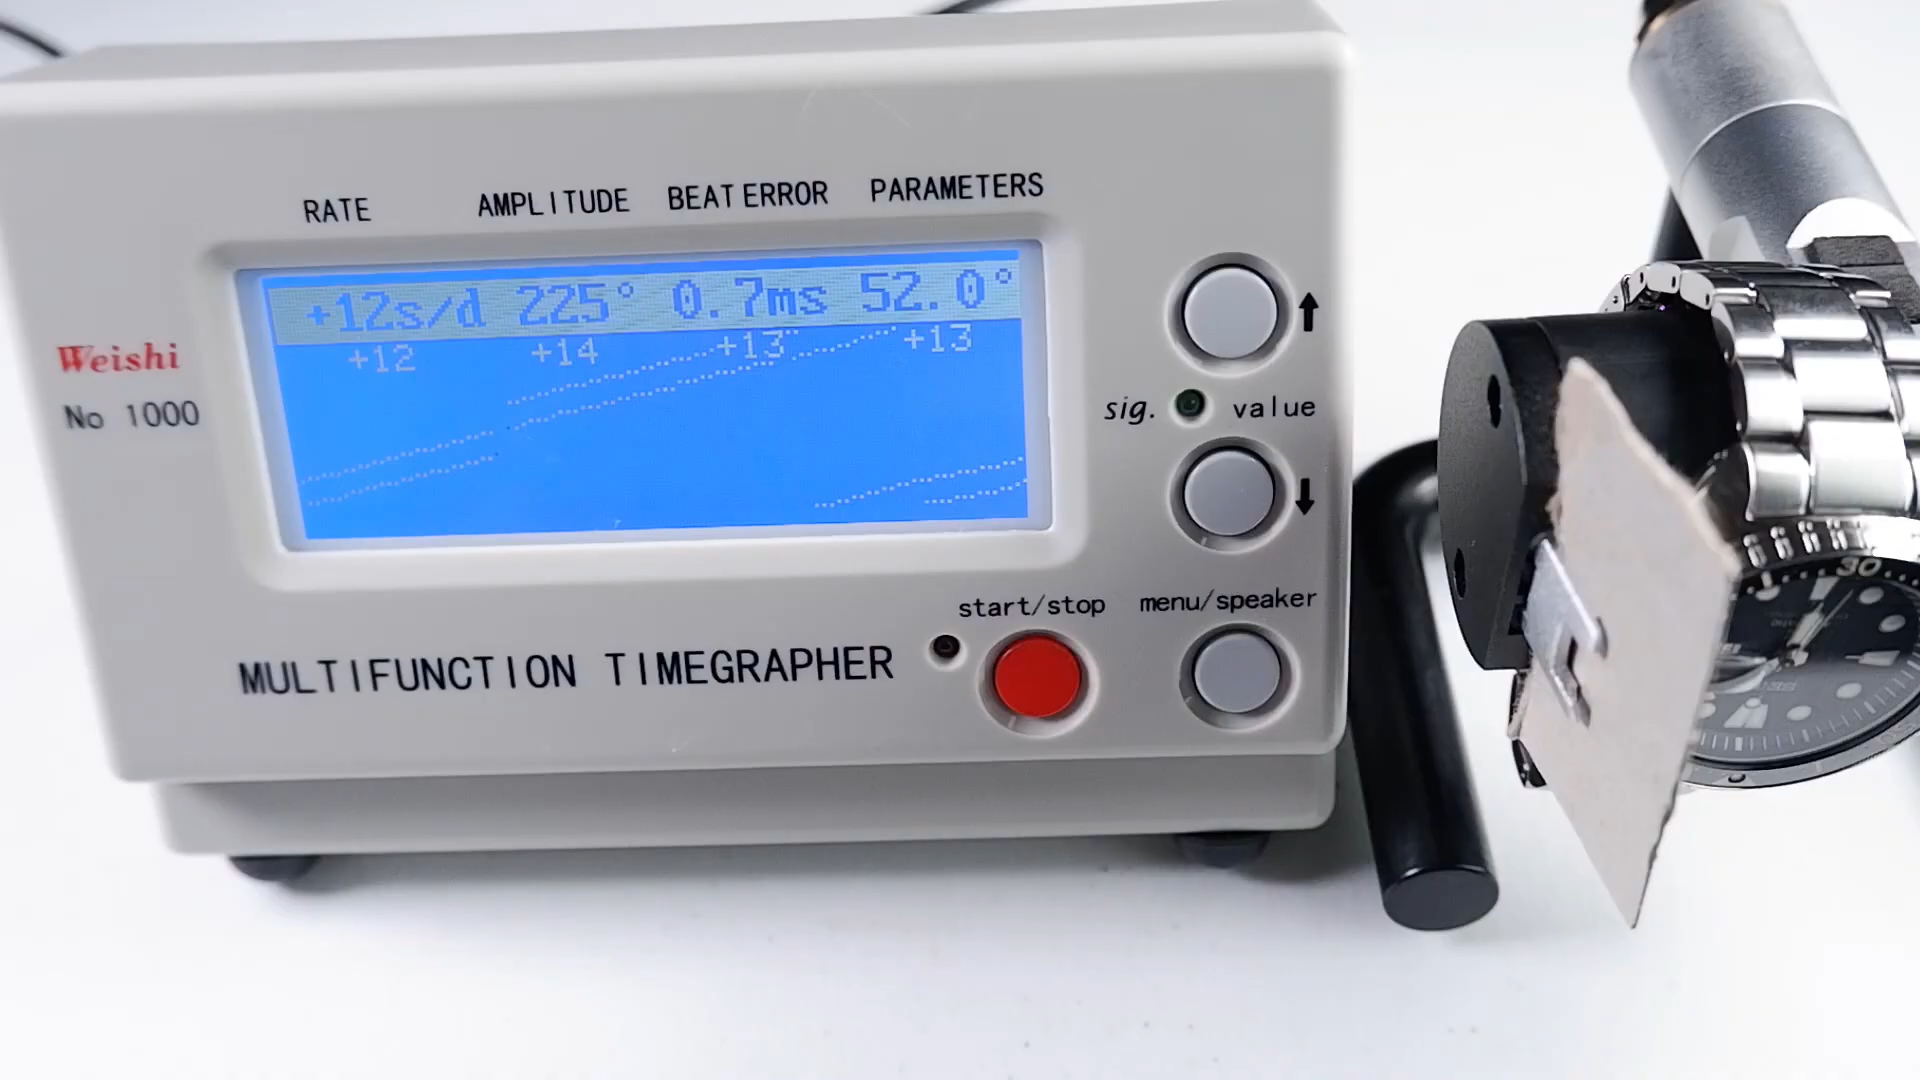 RATE AMPLITUDE BEAT ERROR PARAMETERS
+12s/d 225° 0.7ms 52.0°
+12 +14 +13 +13
Weishi
No 1000
sig. value
start/stop menu/speaker
MULTIFUNCTION TIMEGRAPHER
30